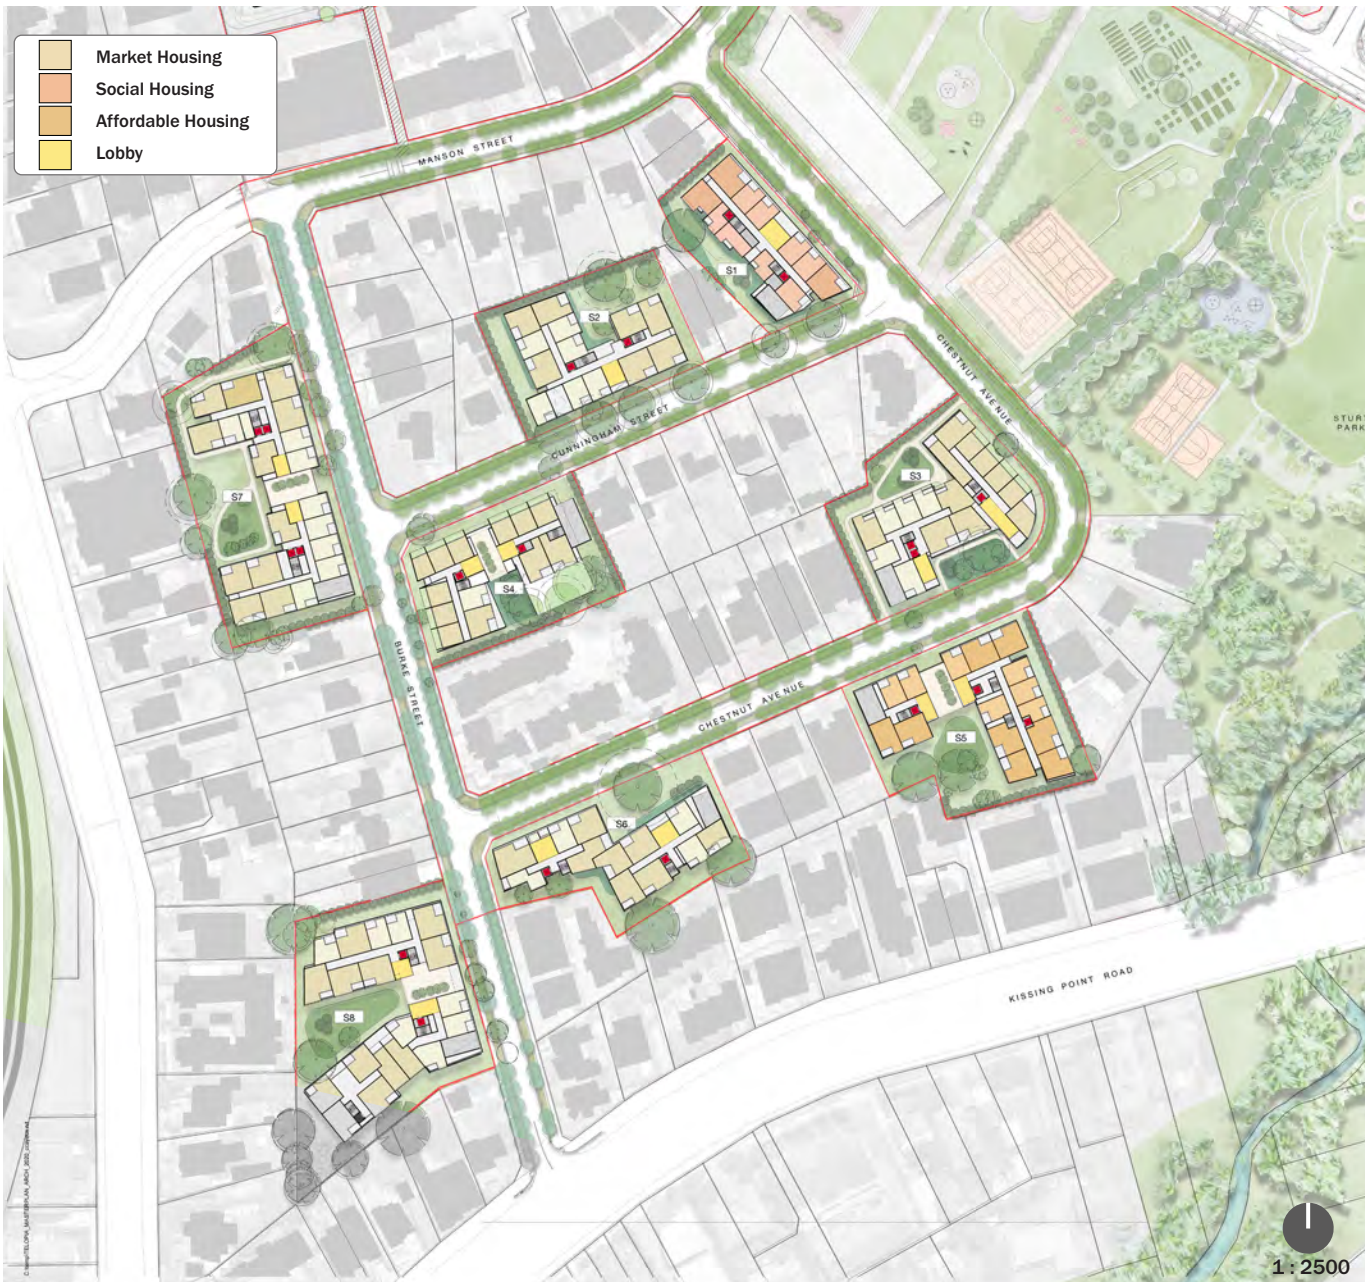 Market Housing
Social Housing
Affordable Housing
Lobby
MANSON STREET
S1
S2
CHESTNUT AVENUE
CUNNINGHAM STREET
STURT
PARK
S3
S7
S4
BURKE STREET
CHESTNUT AVENUE
S5
S6
KISSING POINT ROAD
S8
1 : 2500